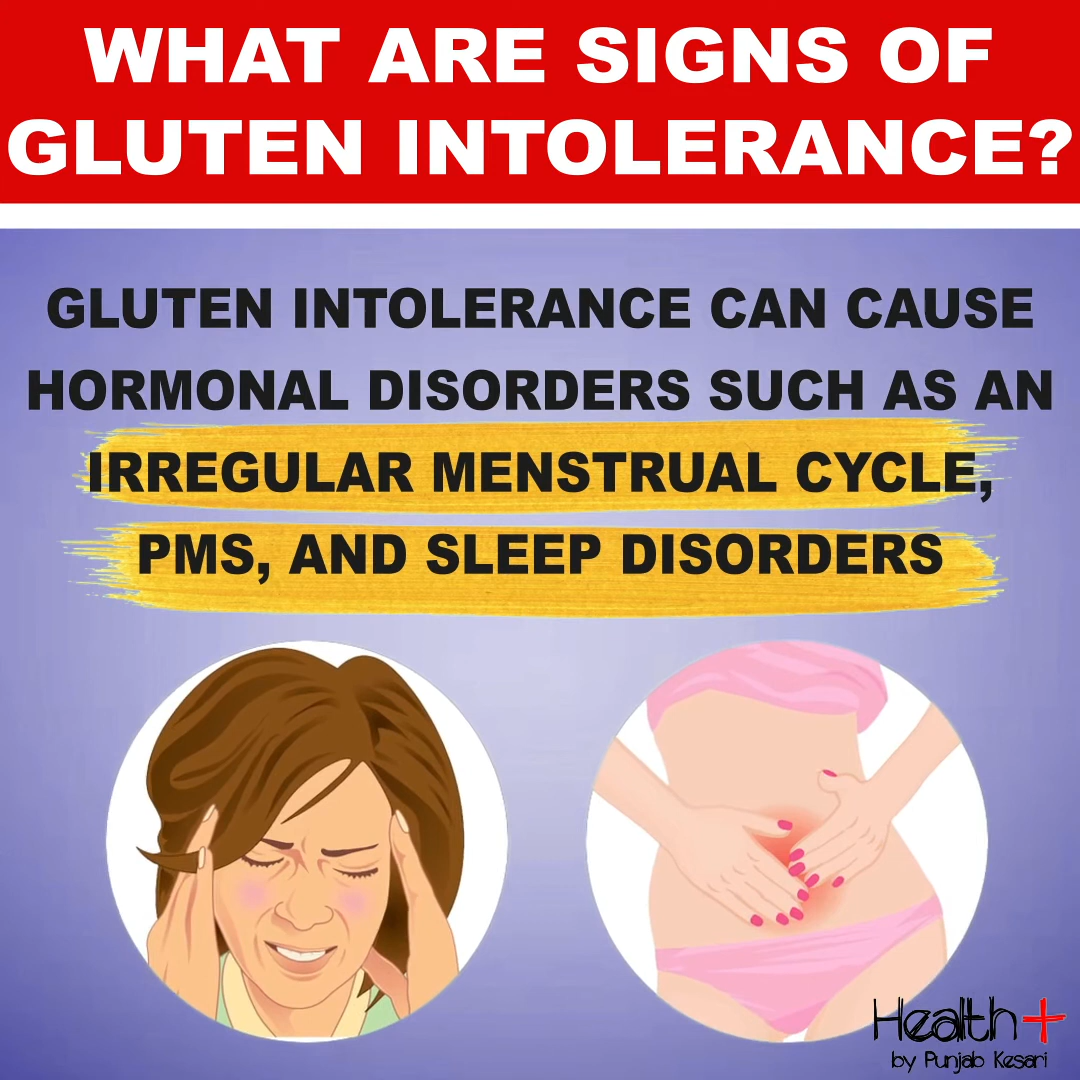 WHAT ARE SIGNS OF
GLUTEN INTOLERANCE?
GLUTEN INTOLERANCE CAN CAUSE
HORMONAL DISORDERS SUCH AS AN
IRREGULAR MENSTRUAL CYCLE,
PMS, AND SLEEP DISORDERS
Health+
by Punjab Kesari